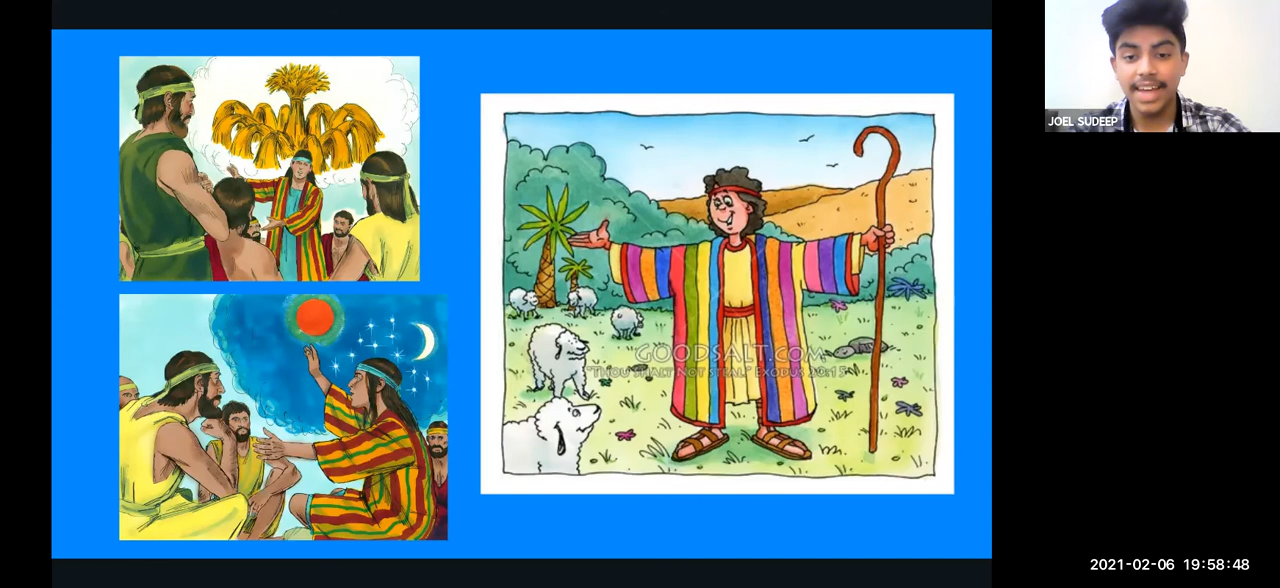 GOODSALT.COM
"THOU SHALT NOT STEAL" EXODUS 20:15
JOEL SUDEEP
2021-02-06 19:58:48